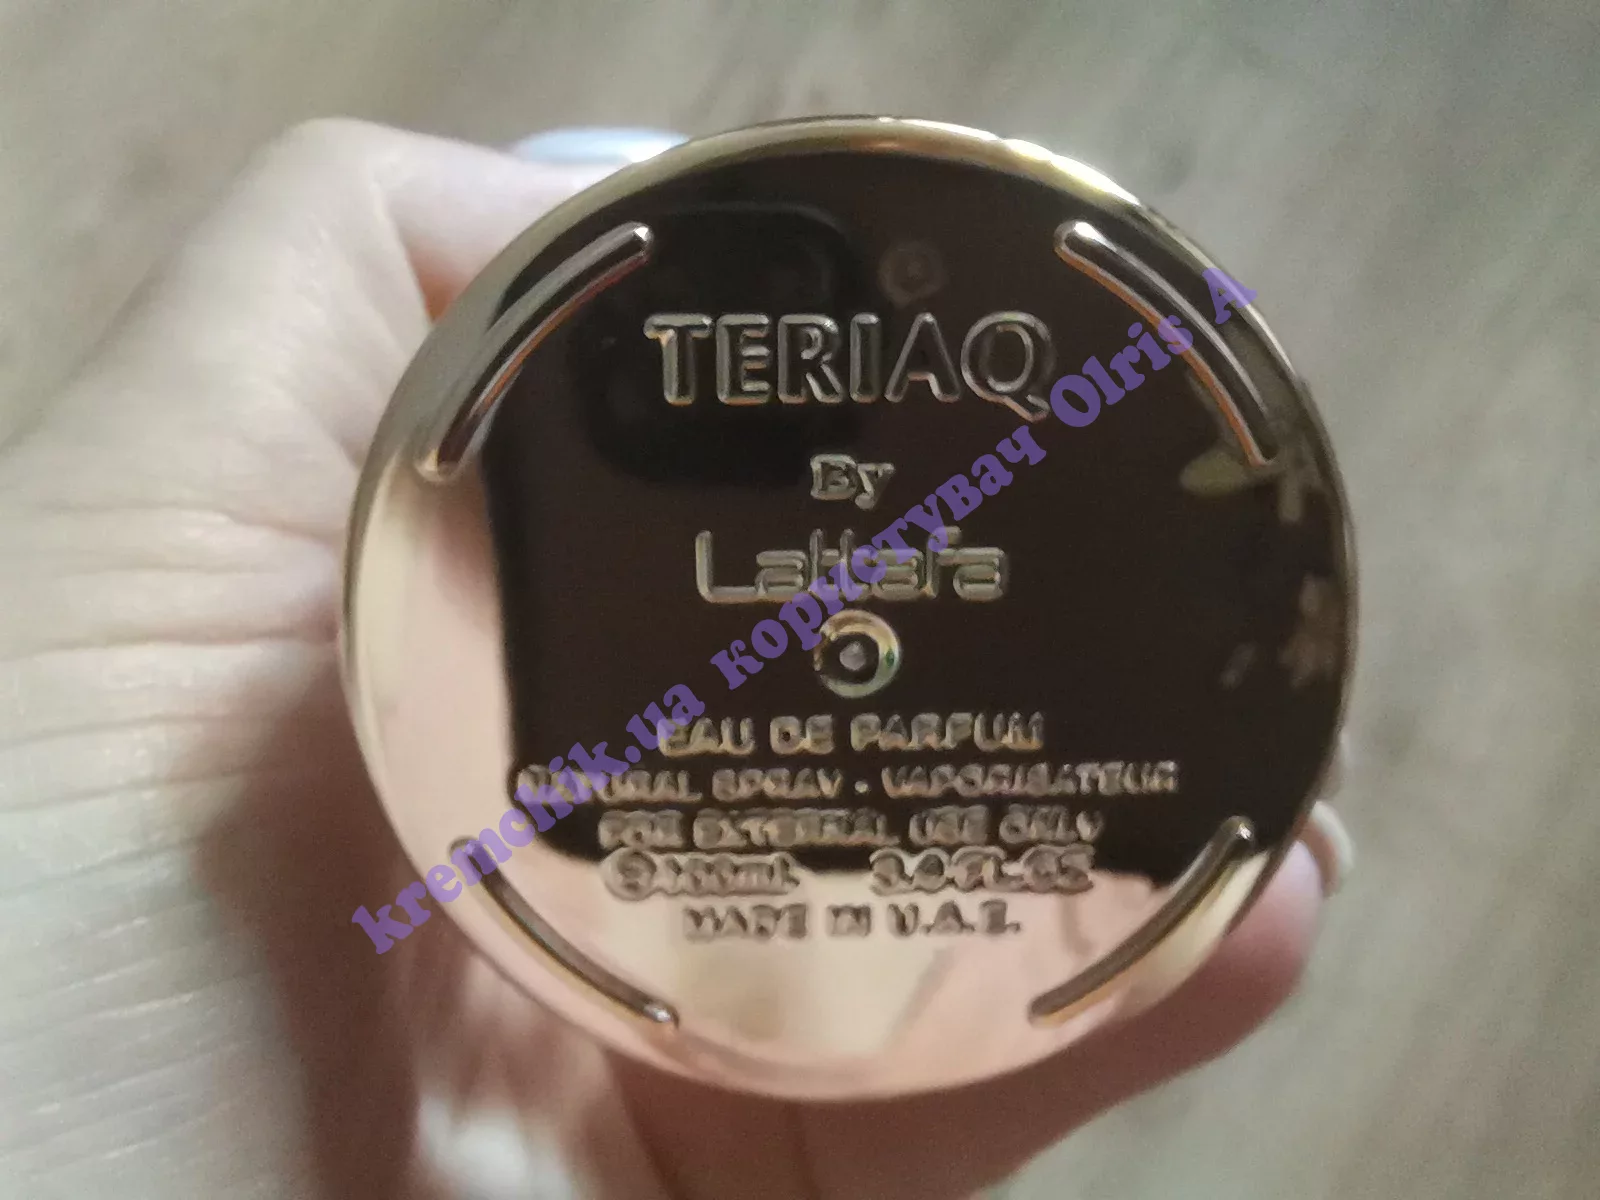 TERIAQ
By
Lattafa
EAU DE PARFUM
NATURAL SPRAY • VAPORISATEUR
FOR EXTERNAL USE ONLY
℮100ml. 3.4 FL-OZ
MADE IN U.A.E.
kremchik.ua користувач Olris A